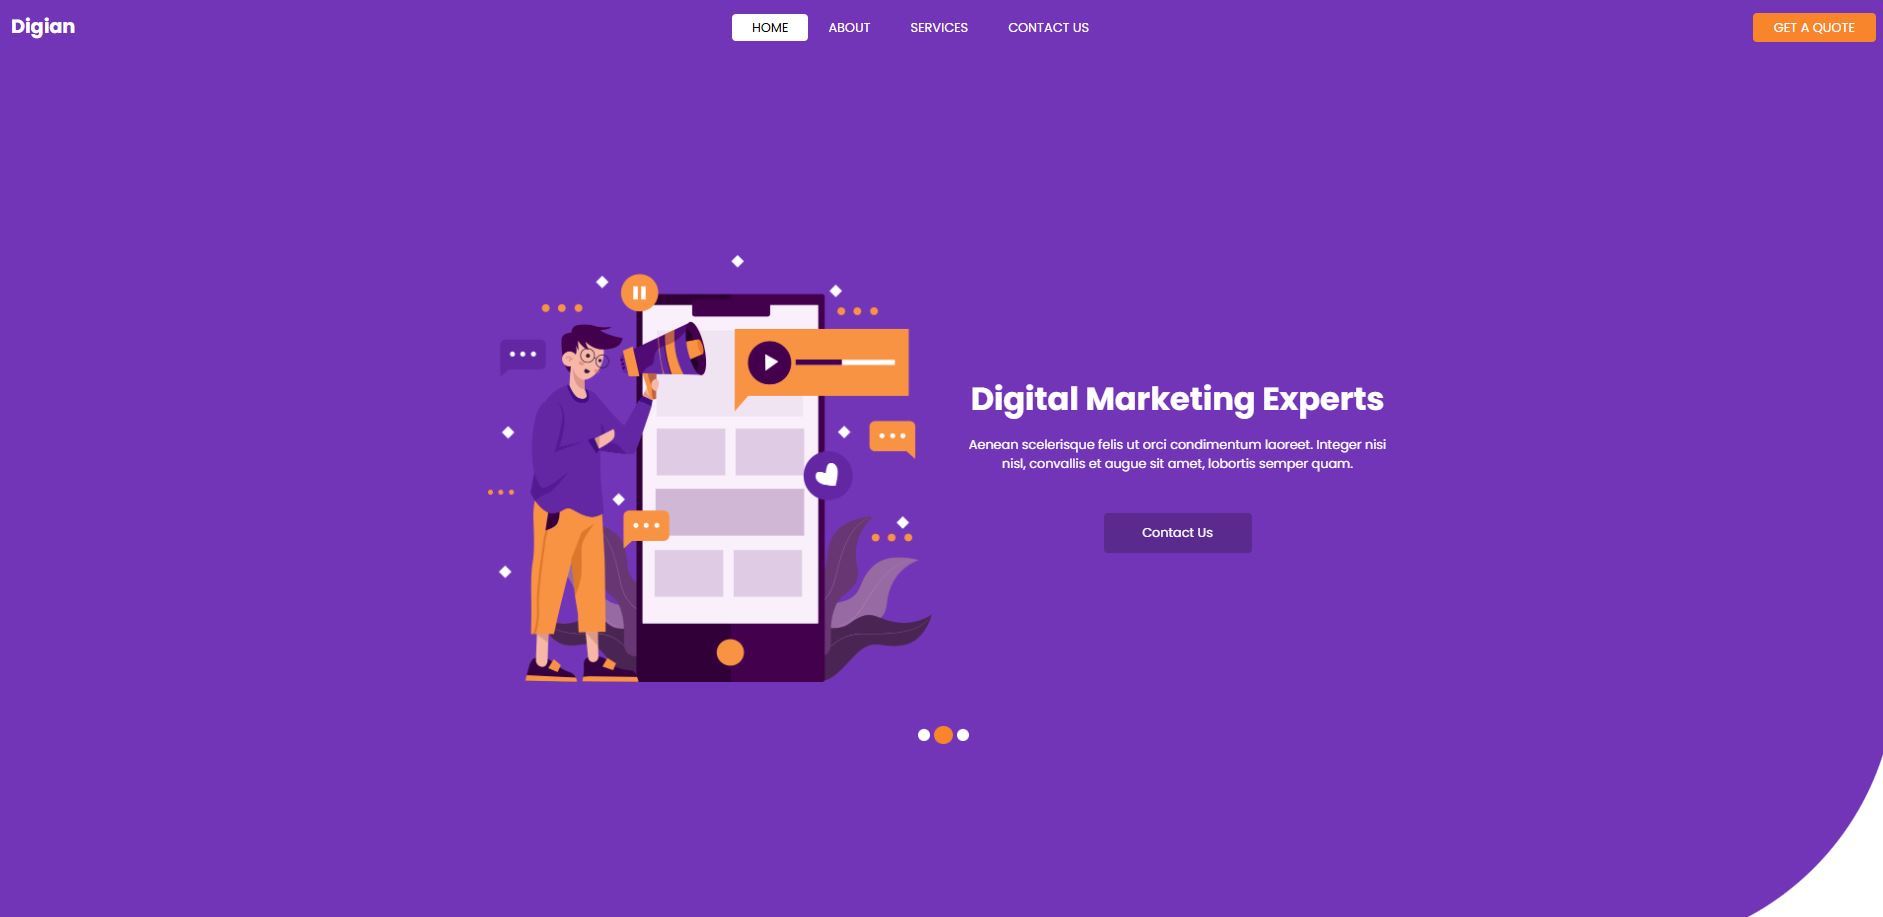 Digian
HOME
ABOUT
SERVICES
CONTACT US
GET A QUOTE
Digital Marketing Experts
Aenean scelerisque felis ut orci condimentum laoreet. Integer nisi
nisl, convallis et augue sit amet, lobortis semper quam.
Contact Us